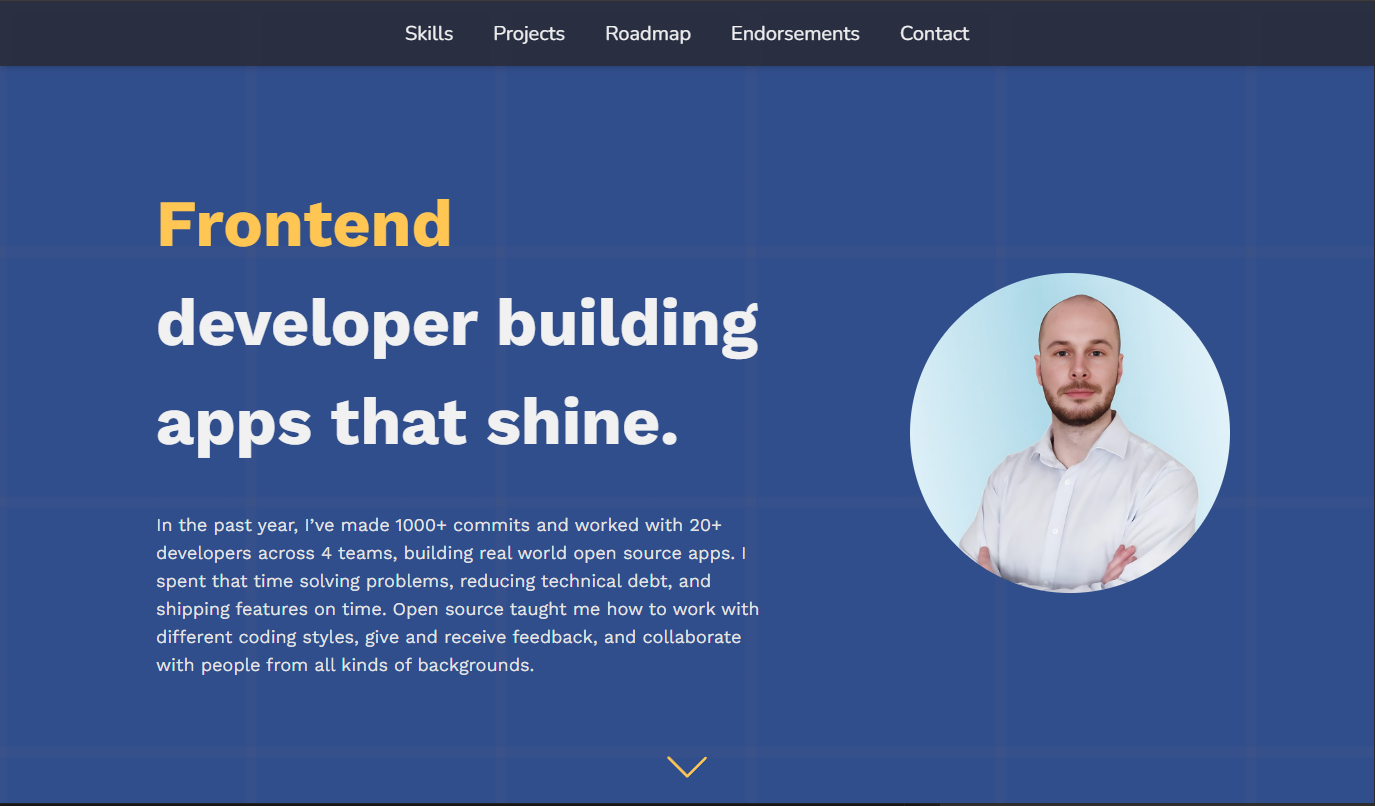 Skills Projects Roadmap Endorsements Contact
Frontend
developer building
apps that shine.
In the past year, I’ve made 1000+ commits and worked with 20+
developers across 4 teams, building real world open source apps. I
spent that time solving problems, reducing technical debt, and
shipping features on time. Open source taught me how to work with
different coding styles, give and receive feedback, and collaborate
with people from all kinds of backgrounds.